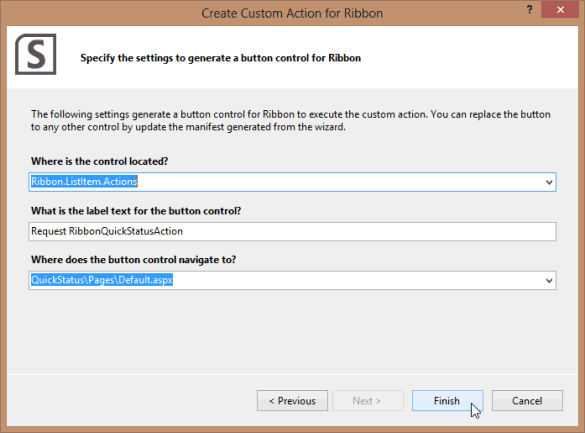 Create Custom Action for Ribbon
?
x
S
Specify the settings to generate a button control for Ribbon
The following settings generate a button control for Ribbon to execute the custom action. You can replace the button
to any other control by update the manifest generated from the wizard.
Where is the control located?
Ribbon.ListItem.Actions
What is the label text for the button control?
Request RibbonQuickStatusAction
Where does the button control navigate to?
QuickStatus\Pages\Default.aspx
< Previous
Next >
Finish
Cancel